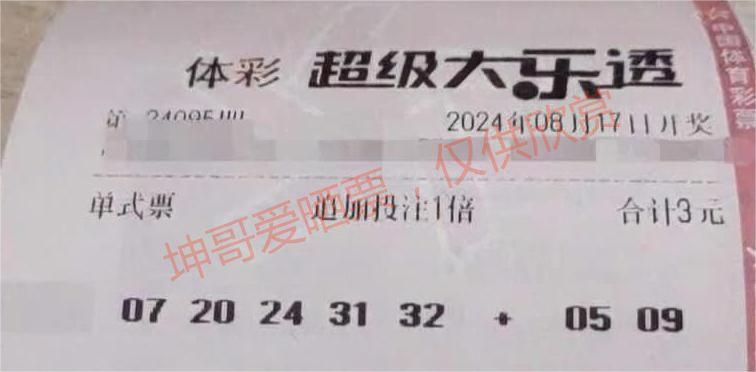 体彩 超级大乐透
第 24095期 2024年08月17日开奖
单式票 追加投注1倍 合计3元
07 20 24 31 32 + 05 09
中国体育彩票
坤哥爱晒票，仅供欣赏